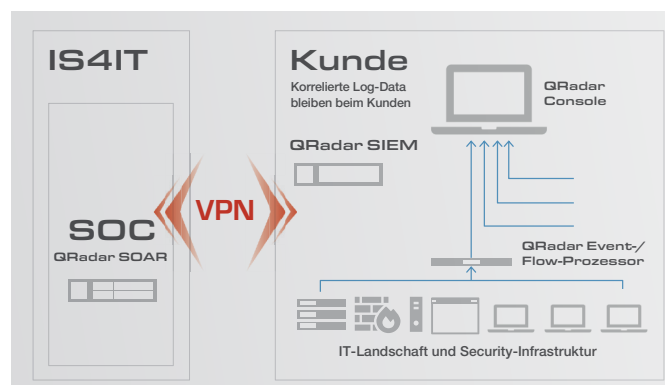 IS4IT
SOC
QRadar SOAR
VPN
Kunde
Korrelierte Log-Data
bleiben beim Kunden
QRadar SIEM
QRadar
Console
QRadar Event-/
Flow-Prozessor
IT-Landschaft und Security-Infrastruktur